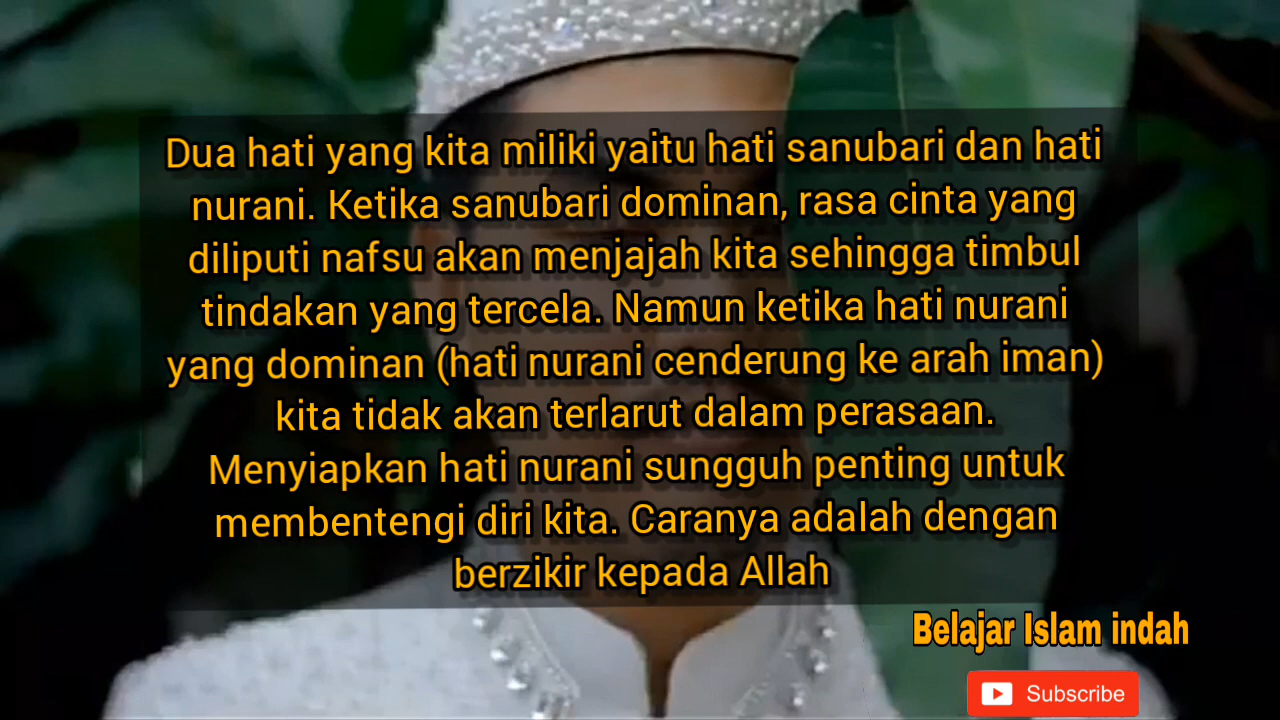 Dua hati yang kita miliki yaitu hati sanubari dan hati
nurani. Ketika sanubari dominan, rasa cinta yang
diliputi nafsu akan menjajah kita sehingga timbul
tindakan yang tercela. Namun ketika hati nurani
yang dominan (hati nurani cenderung ke arah iman)
kita tidak akan terlarut dalam perasaan.
Menyiapkan hati nurani sungguh penting untuk
membentengi diri kita. Caranya adalah dengan
berzikir kepada Allah
Belajar Islam indah
Subscribe